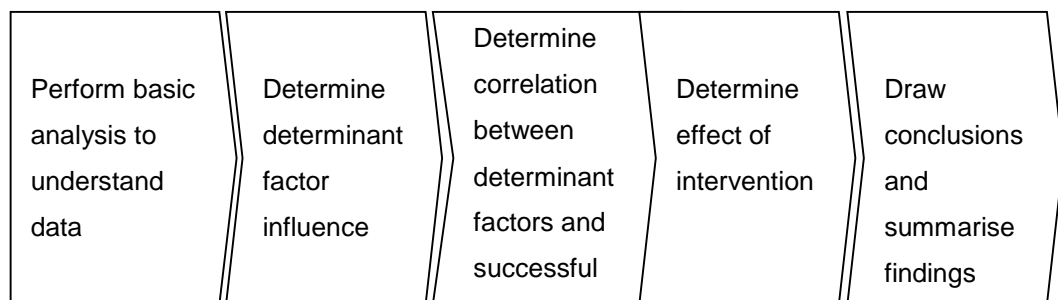 Perform basic
analysis to
understand
data
Determine
determinant
factor
influence
Determine
correlation
between
determinant
factors and
successful
Determine
effect of
intervention
Draw
conclusions
and
summarise
findings